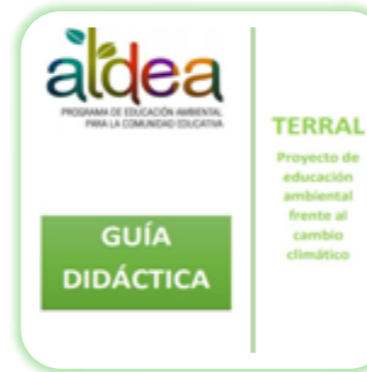 aldea
PROGRAMA DE EDUCACIÓN AMBIENTAL
PARA LA COMUNIDAD EDUCATIVA
GUÍA
DIDÁCTICA
TERRAL
Proyecto de
educación
ambiental
frente al
cambio
climático